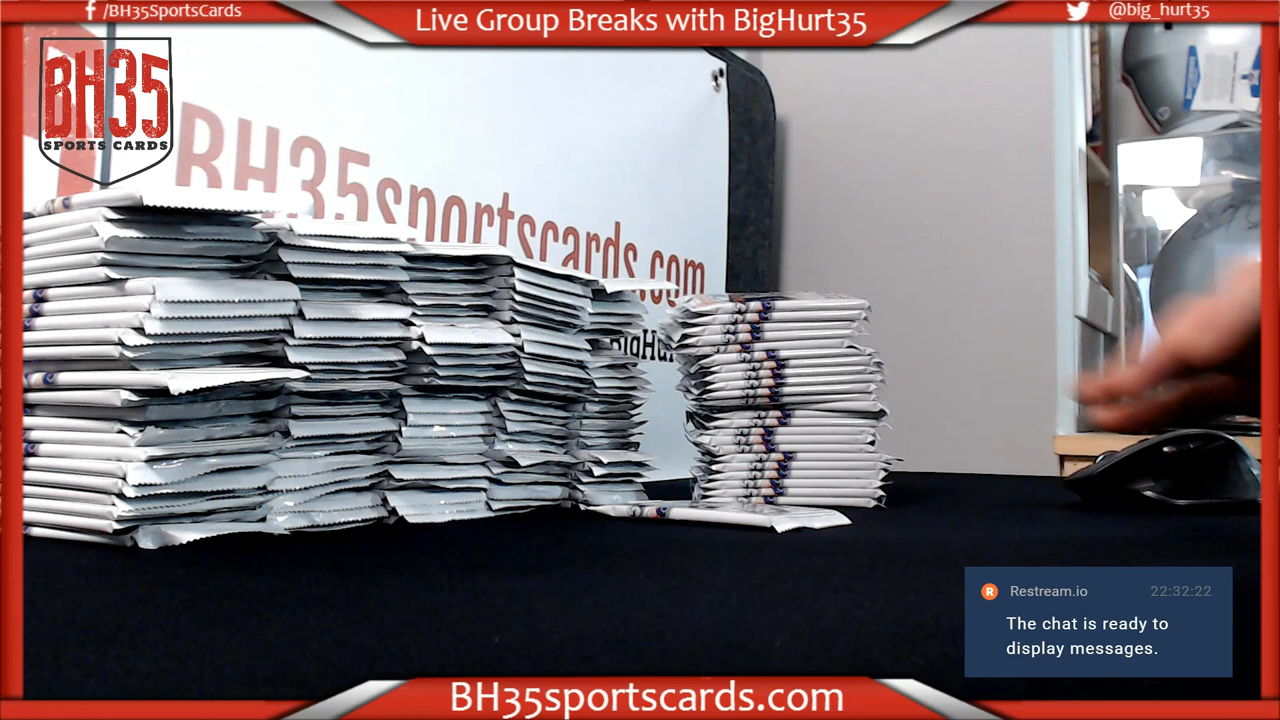 /BH35SportsCards
Live Group Breaks with BigHurt35
@big_hurt35
BH35
SPORTS CARDS
BH35sportscards.com
BigHu
Restream.io
22:32:22
The chat is ready to
display messages.
BH35sportscards.com